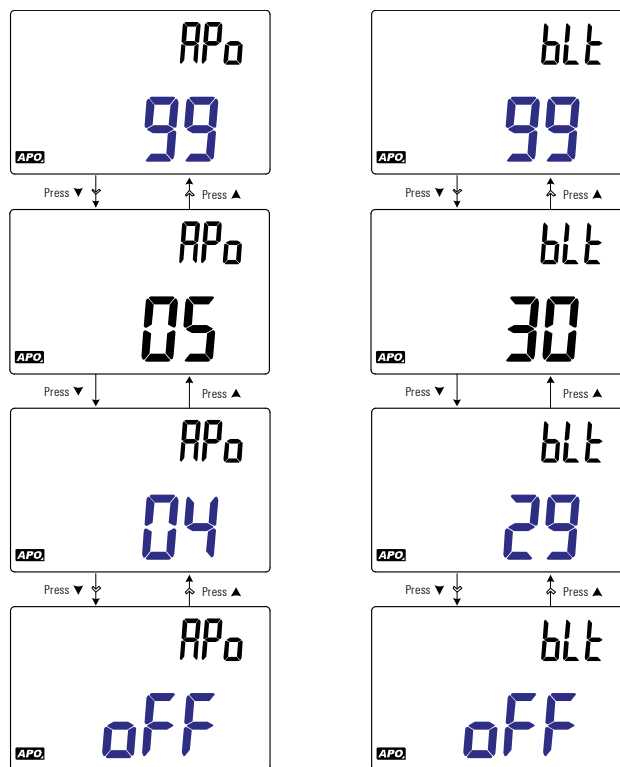 APo bLt
99 99
APO APO
Press ▼ Press ▲ Press ▼ Press ▲
APo bLt
05 30
APO APO
Press ▼ Press ▲ Press ▼ Press ▲
APo bLt
04 29
APO APO
Press ▼ Press ▲ Press ▼ Press ▲
APo bLt
oFF oFF
APO APO